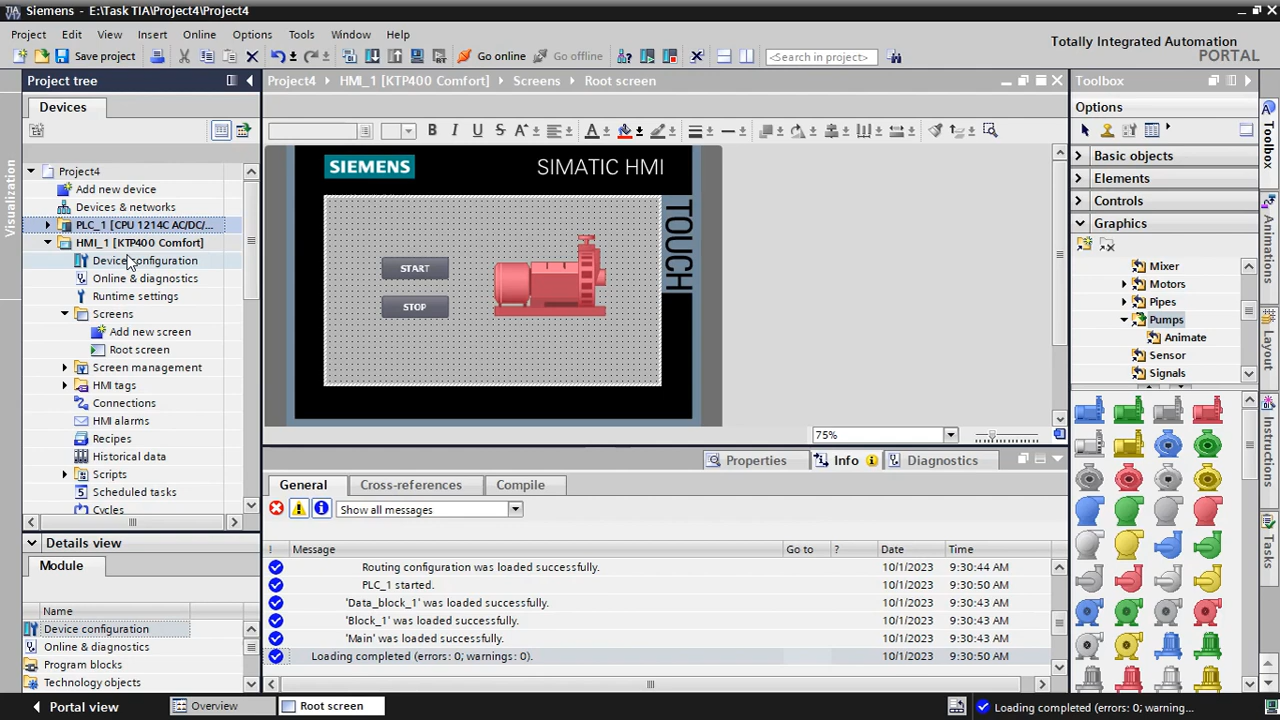 TIA
V17
Siemens - E:\Task TIA\Project4\Project4
Project Edit View Insert Online Options Tools Window Help
Totally Integrated Automation
PORTAL
Save project
Go online
Go offline
<Search in project>
Project tree
Project4
HMI_1 [KTP400 Comfort]
Screens
Root screen
Toolbox
Devices
Options
Visualization
Project4
Add new device
Devices & networks
PLC_1 [CPU 1214C AC/DC/...
HMI_1 [KTP400 Comfort]
Device configuration
Online & diagnostics
Runtime settings
Screens
Add new screen
Root screen
Screen management
HMI tags
Connections
HMI alarms
Recipes
Historical data
Scripts
Scheduled tasks
Cycles
SIEMENS
SIMATIC HMI
TOUCH
START
STOP
75%
Basic objects
Elements
Controls
Graphics
Mixer
Motors
Pipes
Pumps
Animate
Sensor
Signals
Toolbox
Animations
Layout
Instructions
Tasks
Details view
Module
Name
Device configuration
Online & diagnostics
Program blocks
Technology objects
Properties
Info
Diagnostics
General
Cross-references
Compile
Show all messages
! Message Go to ? Date Time
Routing configuration was loaded successfully. 10/1/2023 9:30:44 AM
PLC_1 started. 10/1/2023 9:30:50 AM
'Data_block_1' was loaded successfully. 10/1/2023 9:30:43 AM
'Block_1' was loaded successfully. 10/1/2023 9:30:43 AM
'Main' was loaded successfully. 10/1/2023 9:30:43 AM
Loading completed (errors: 0; warning: 0). 10/1/2023 9:30:50 AM
Portal view
Overview
Root screen
Loading completed (errors: 0; warning...